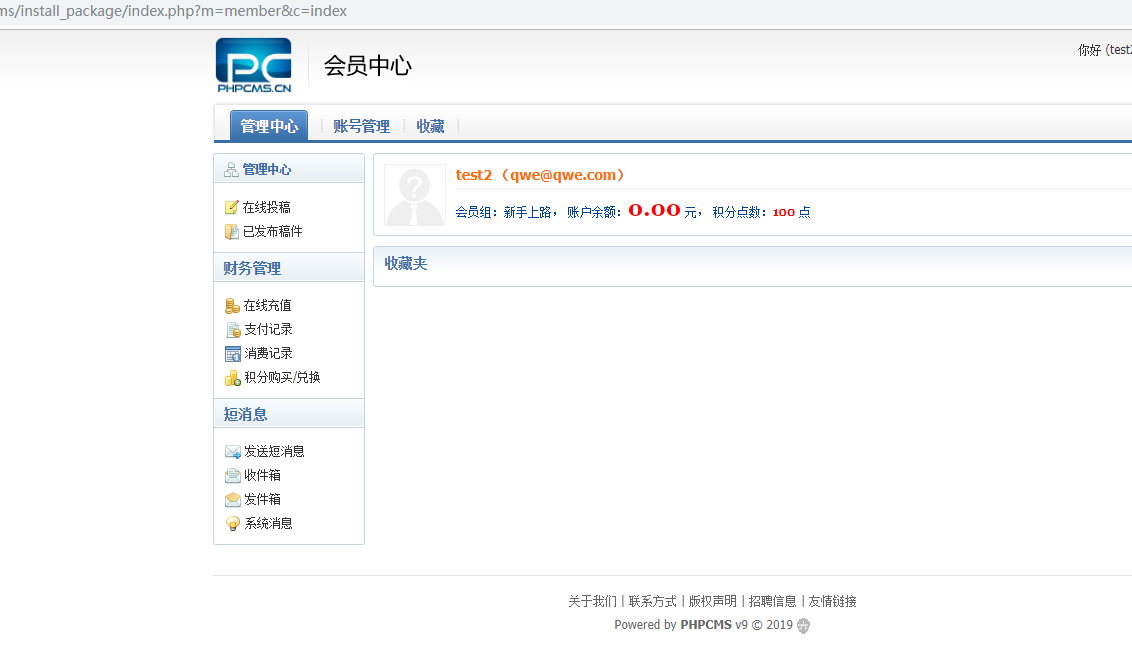 ms/install_package/index.php?m=member&c=index
PHPCMS.CN
会员中心
你好 (test2
管理中心
账号管理
收藏
管理中心
在线投稿
已发布稿件
财务管理
在线充值
支付记录
消费记录
积分购买/兑换
短消息
发送短消息
收件箱
发件箱
系统消息
test2（qwe@qwe.com）
会员组：新手上路， 账户余额：0.00 元， 积分点数：100 点
收藏夹
关于我们 | 联系方式 | 版权声明 | 招聘信息 | 友情链接
Powered by PHPCMS v9 © 2019